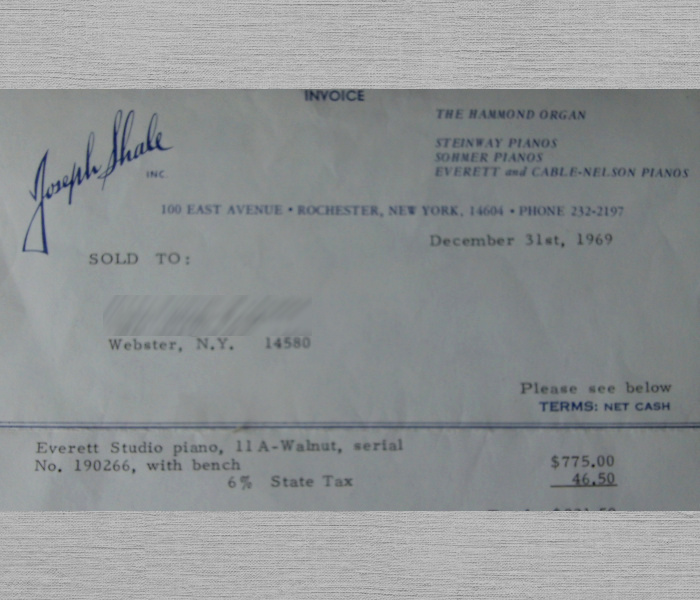 INVOICE
Joseph Shale
INC.
THE HAMMOND ORGAN
STEINWAY PIANOS
SOHMER PIANOS
EVERETT and CABLE-NELSON PIANOS
100 EAST AVENUE • ROCHESTER, NEW YORK, 14604 • PHONE 232-2197
December 31st, 1969
SOLD TO:
Webster, N.Y. 14580
Please see below
TERMS: NET CASH
Everett Studio piano, 11A-Walnut, serial
No. 190266, with bench $775.00
6% State Tax 46.50